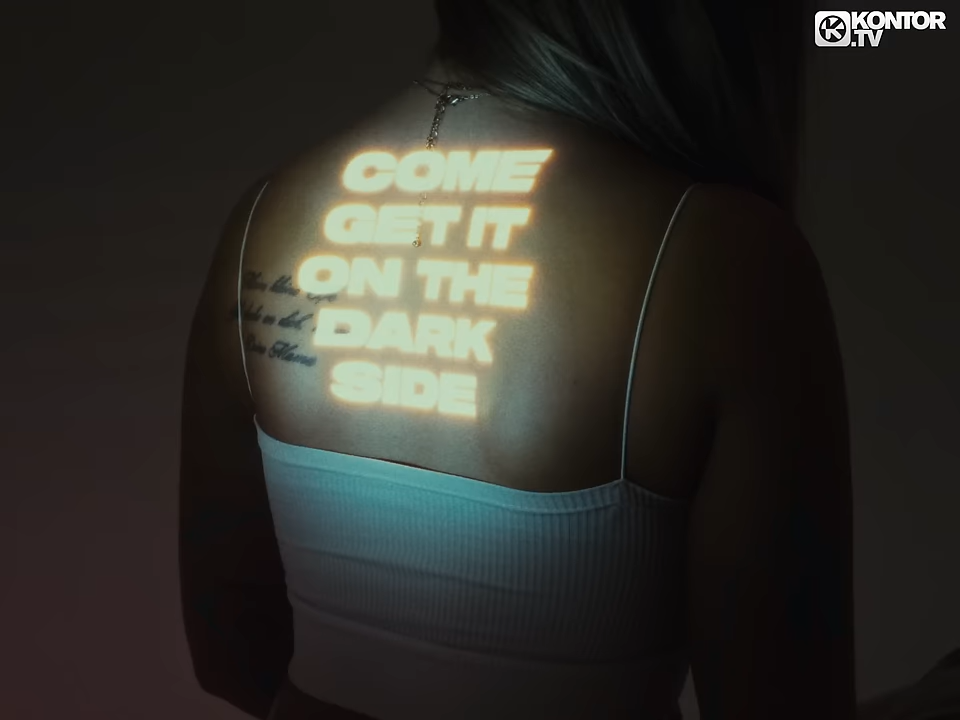 KONTOR
.TV
COME
GET IT
ON THE
DARK
SIDE